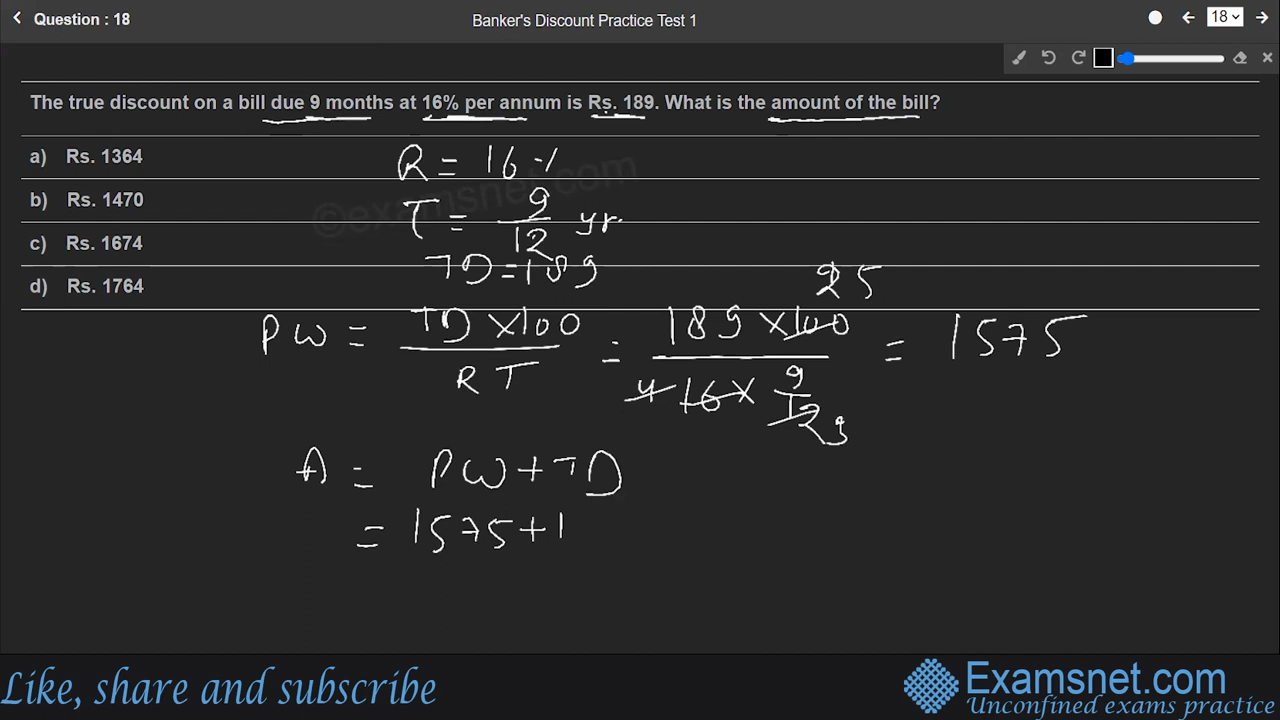 Question : 18
Banker's Discount Practice Test 1
18
The true discount on a bill due 9 months at 16% per annum is Rs. 189. What is the amount of the bill?
a) Rs. 1364
b) Rs. 1470
c) Rs. 1674
d) Rs. 1764
©examsnet.com
R = 16 %
T = 9/12 yr.
TD = 189
PW = TD × 100 / RT = 189 × 100 25 / 4 16 × 9/12 3 = 1575
A = PW + TD
= 1575 + 1
Like, share and subscribe
Examsnet.com
Unconfined exams practice